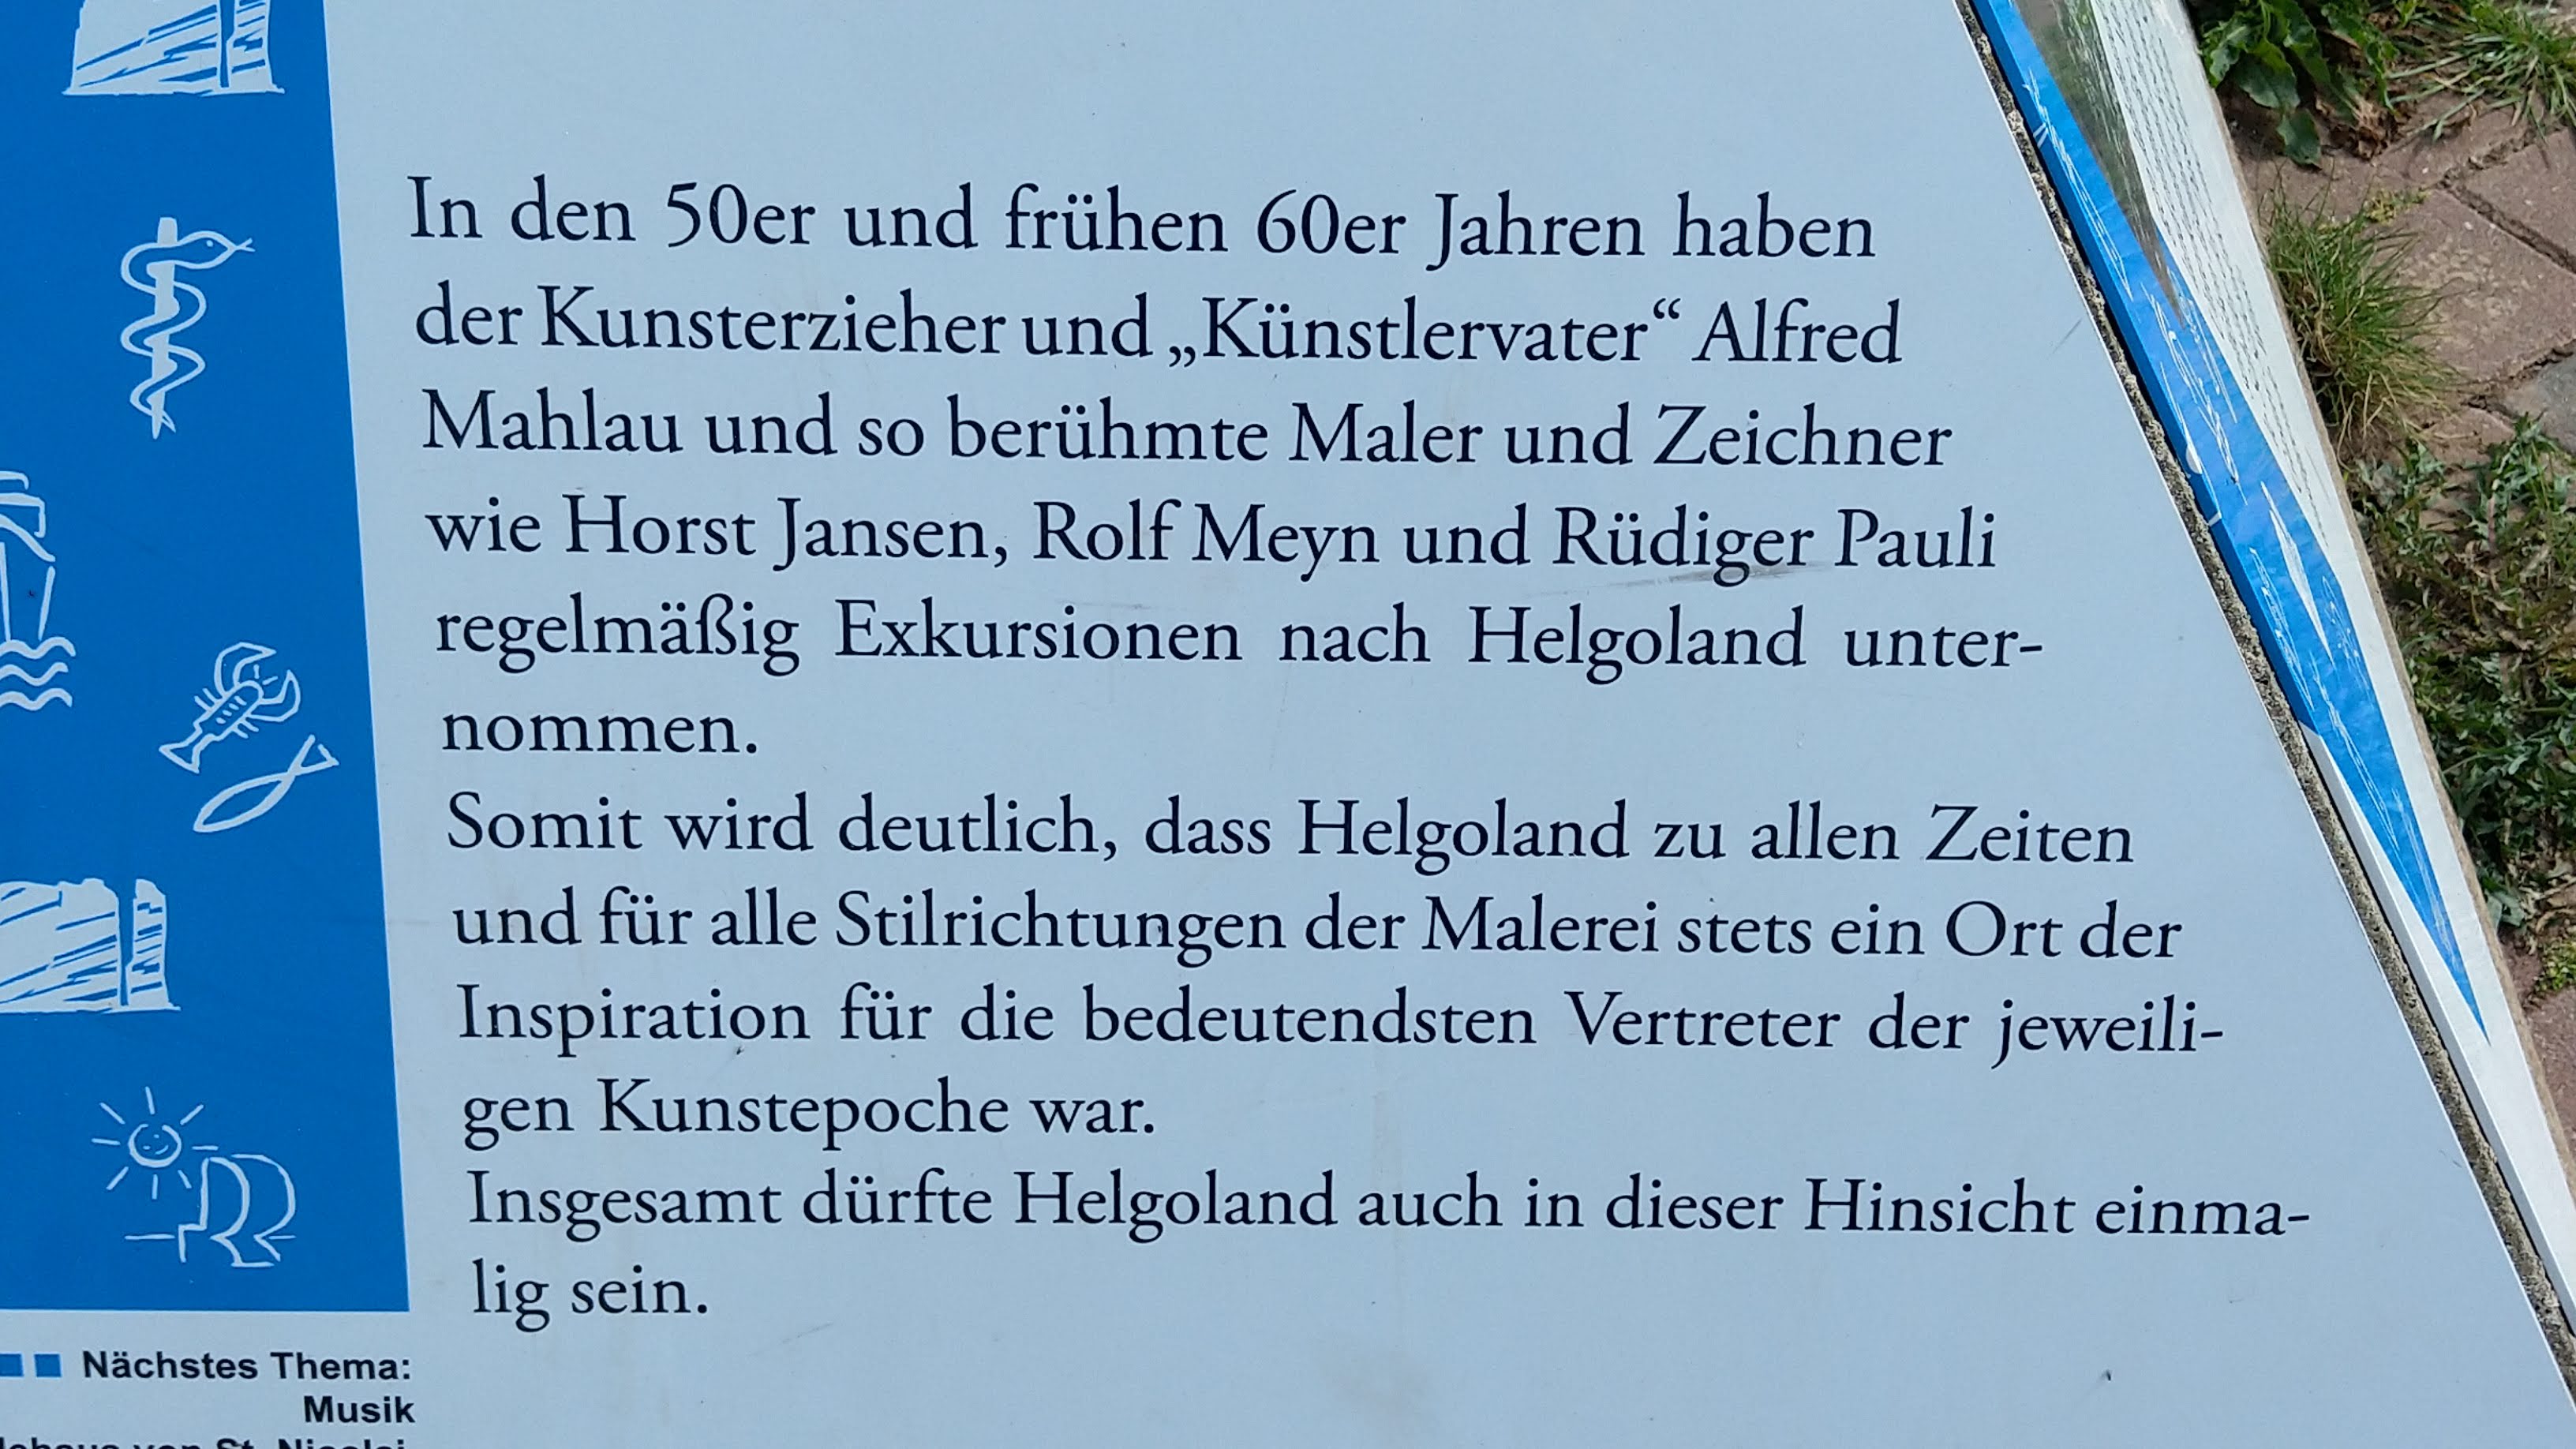 In den 50er und frühen 60er Jahren haben
der Kunsterzieher und „Künstlervater“ Alfred
Mahlau und so berühmte Maler und Zeichner
wie Horst Jansen, Rolf Meyn und Rüdiger Pauli
regelmäßig Exkursionen nach Helgoland unter-
nommen.
Somit wird deutlich, dass Helgoland zu allen Zeiten
und für alle Stilrichtungen der Malerei stets ein Ort der
Inspiration für die bedeutendsten Vertreter der jeweili-
gen Kunstepoche war.
Insgesamt dürfte Helgoland auch in dieser Hinsicht einma-
lig sein.
Nächstes Thema:
Musik
von St. Nicolai